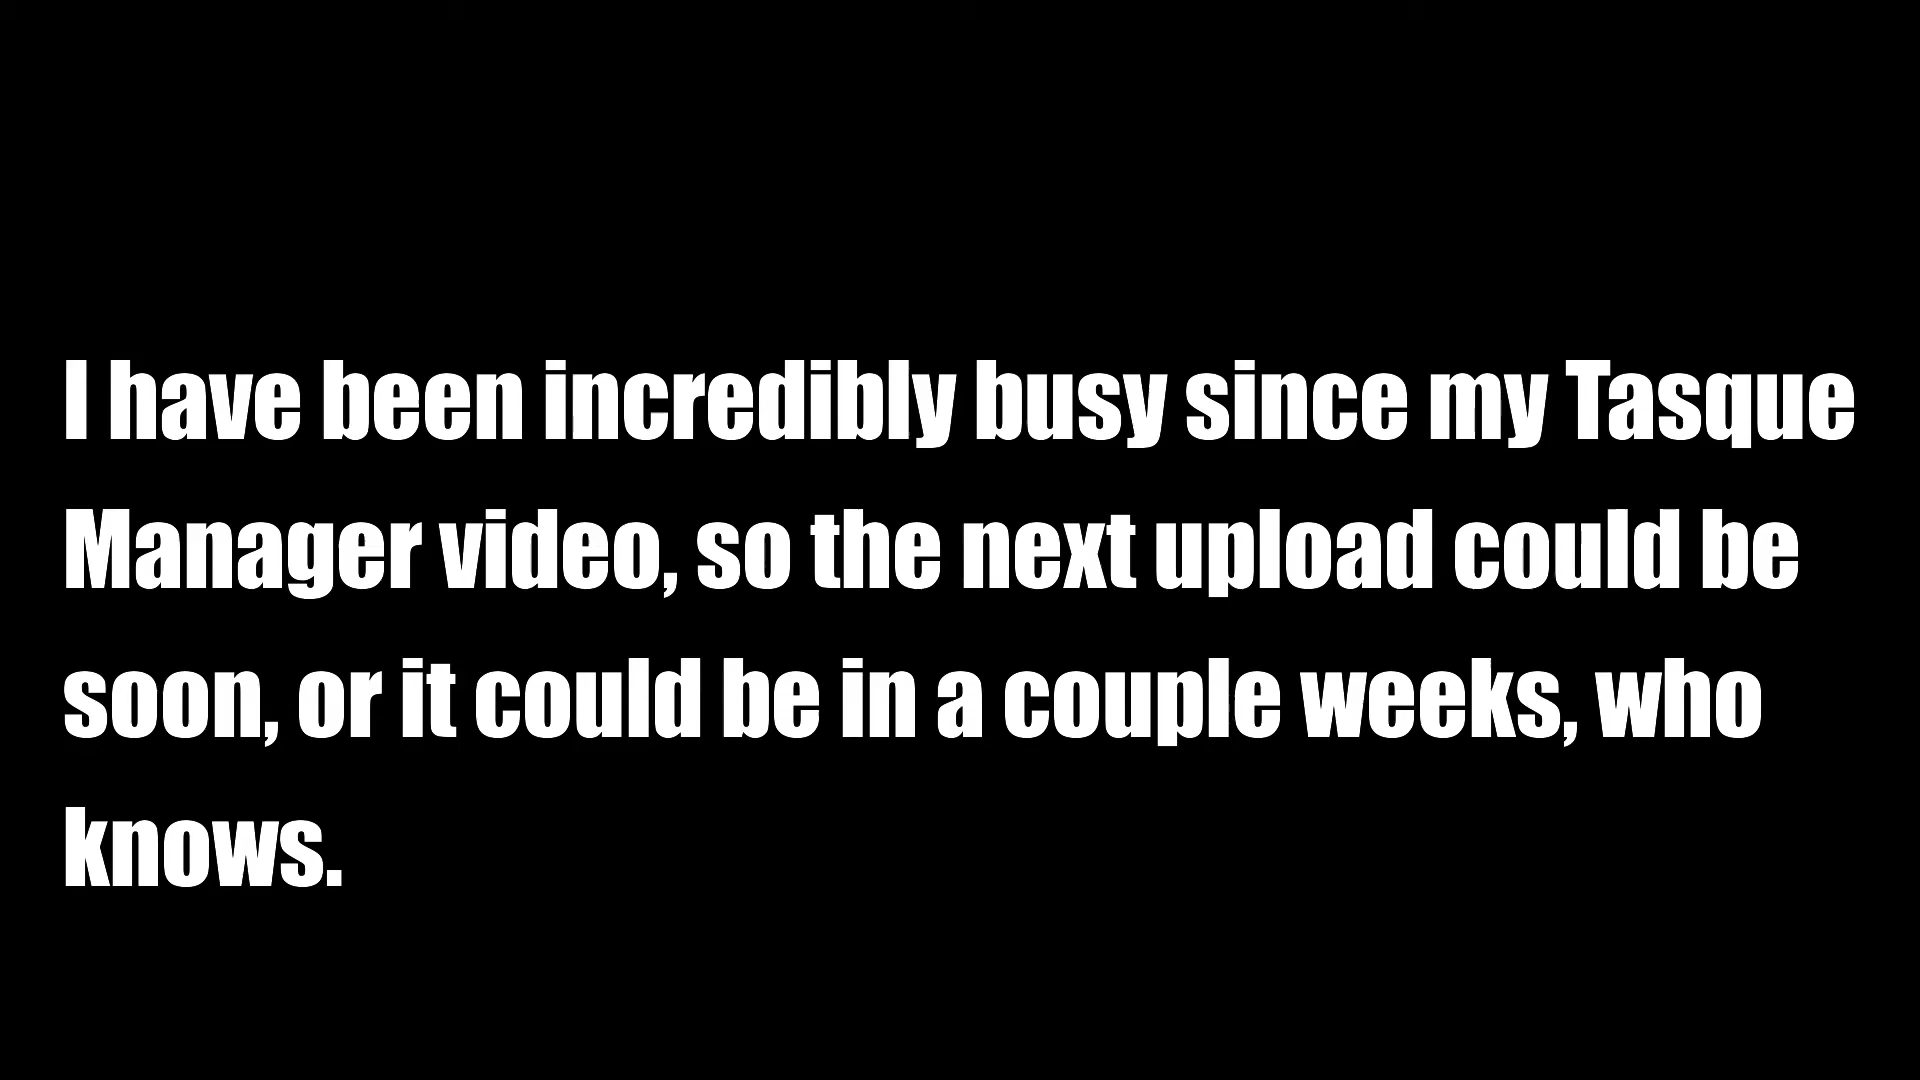 I have been incredibly busy since my Tasque
Manager video, so the next upload could be
soon, or it could be in a couple weeks, who
knows.